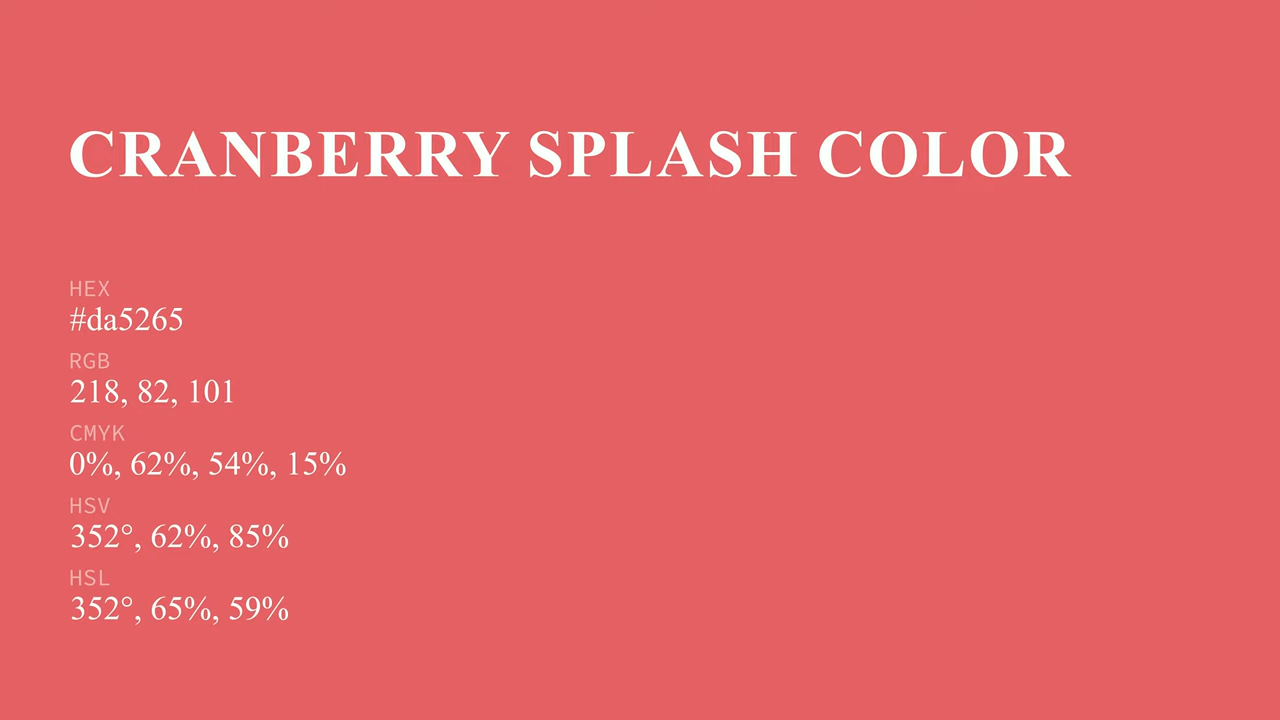 CRANBERRY SPLASH COLOR
HEX
#da5265
RGB
218, 82, 101
CMYK
0%, 62%, 54%, 15%
HSV
352°, 62%, 85%
HSL
352°, 65%, 59%